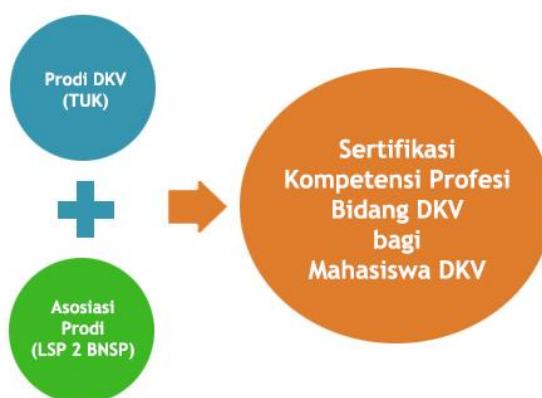 Prodi DKV
(TUK)
Asosiasi
Prodi
(LSP 2 BNSP)
Sertifikasi
Kompetensi Profesi
Bidang DKV
bagi
Mahasiswa DKV